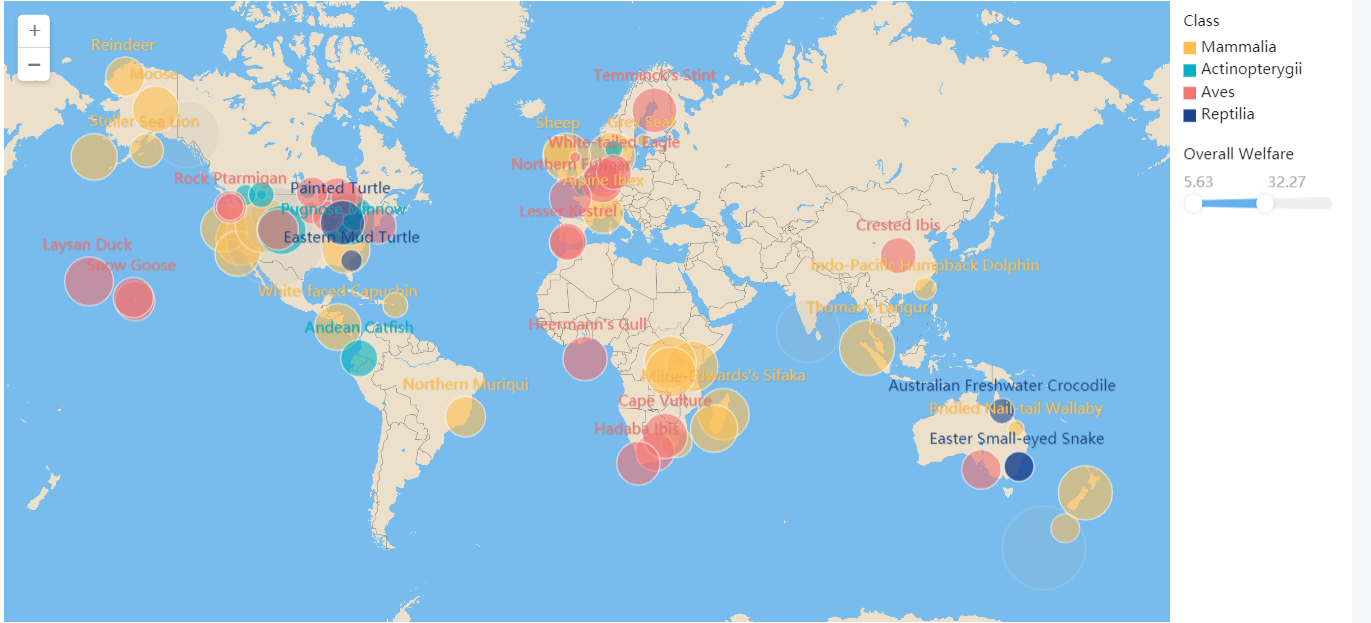 +
−
Reindeer
Moose
Steller Sea Lion
Rock Ptarmigan
Painted Turtle
Pugnose Minnow
Eastern Mud Turtle
Laysan Duck
Snow Goose
White-faced Capuchin
Andean Catfish
Northern Muriqui
Temminck's Stint
Sheep
Grey Seal
White-tailed Eagle
Northern Fulmar
Alpine Ibex
Lesser Kestrel
Heermann's Gull
Milne-Edwards's Sifaka
Cape Vulture
Hadaba Ibis
Crested Ibis
Indo-Pacific Humpback Dolphin
Thomas's Langur
Australian Freshwater Crocodile
Bridled Nail-tail Wallaby
Easter Small-eyed Snake
Class
Mammalia
Actinopterygii
Aves
Reptilia
Overall Welfare
5.63 32.27